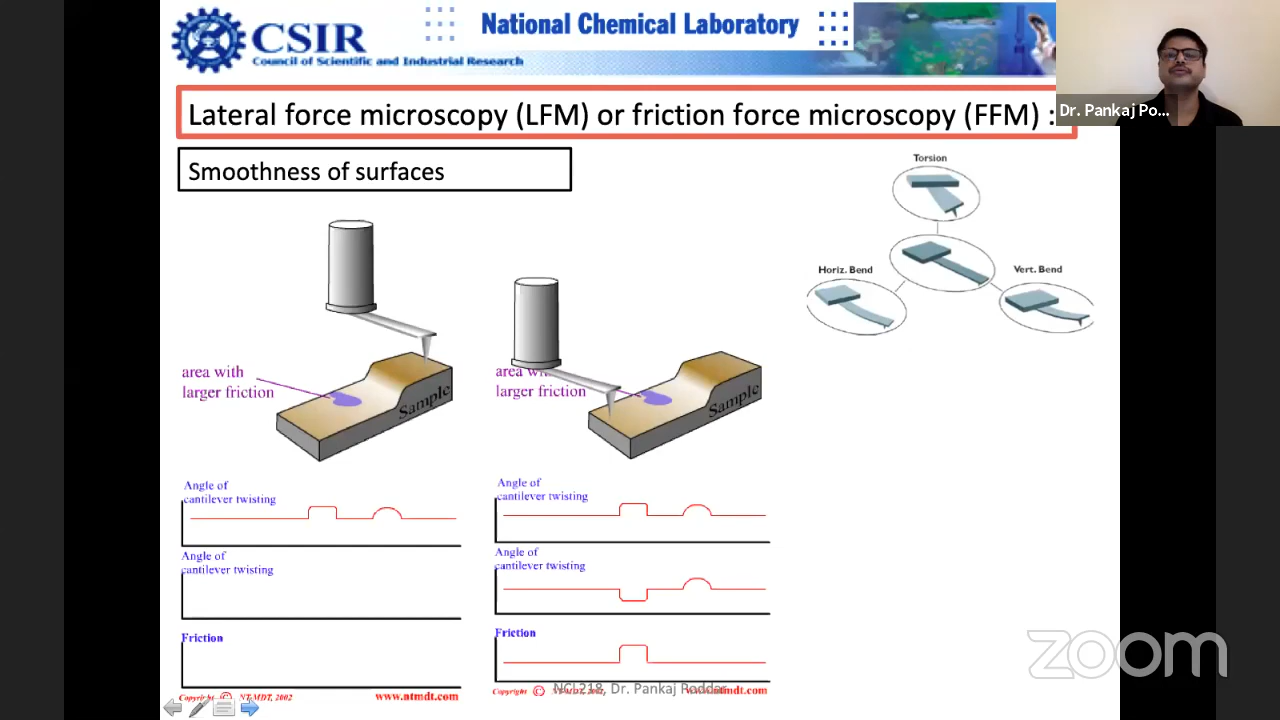 CSIR
Council of Scientific and Industrial Research
National Chemical Laboratory
Dr. Pankaj Po...
Lateral force microscopy (LFM) or friction force microscopy (FFM) :
Smoothness of surfaces
Torsion
Horiz. Bend
Vert. Bend
area with
larger friction
Sample
area wi
larger friction
Sample
Angle of
cantilever twisting
Angle of
cantilever twisting
Friction
Copyright © NT-MDT, 2002
www.ntmdt.com
Angle of
cantilever twisting
Angle of
cantilever twisting
Friction
Copyright © NT-MDT, 2002
www.ntmdt.com
NCL218, Dr. Pankaj Poddar
zoom